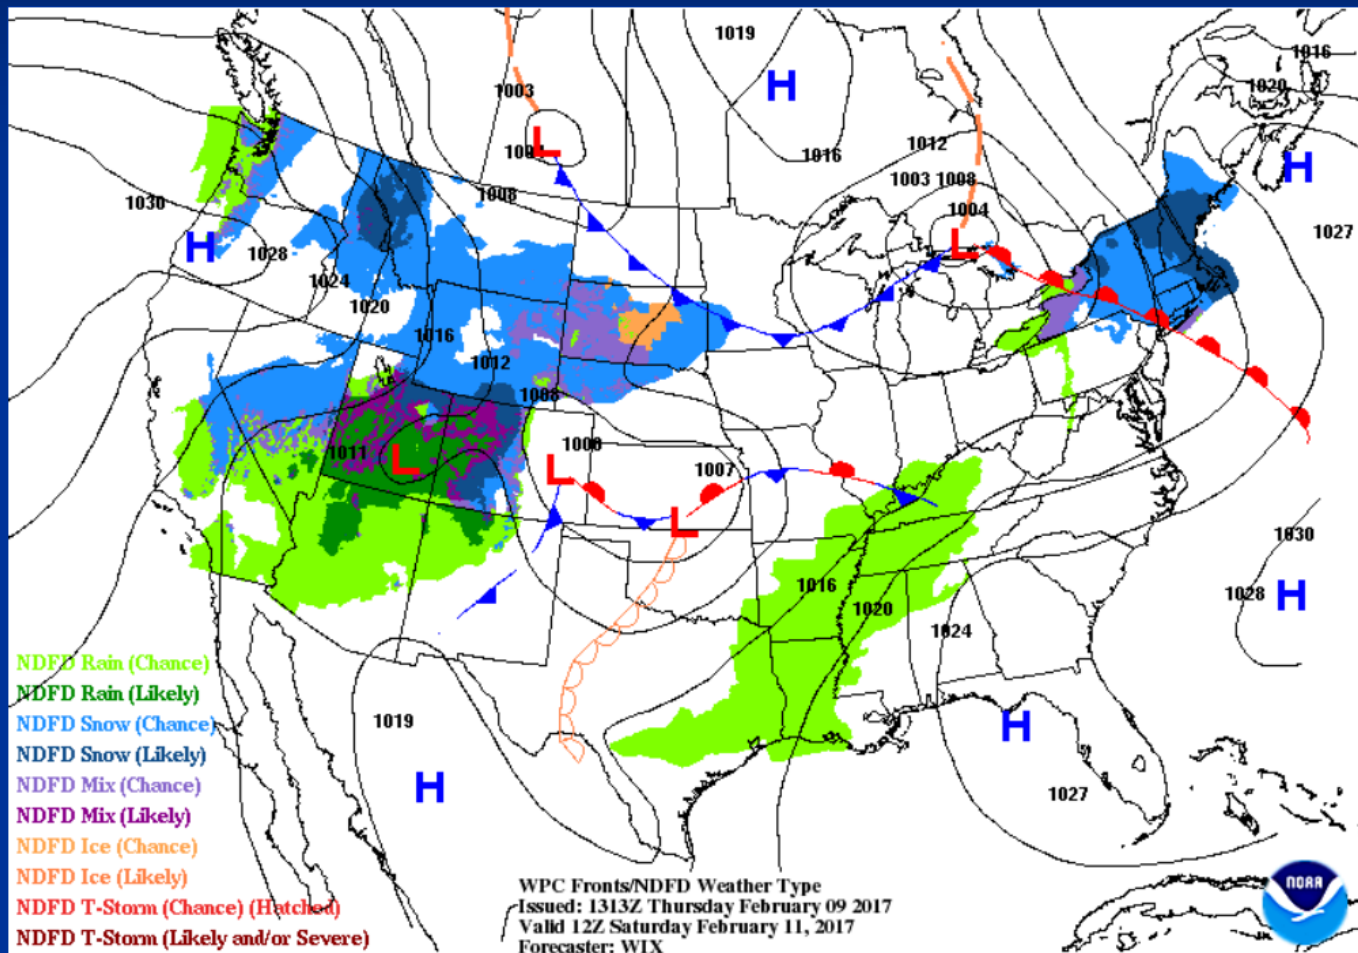 1019
H
1016
1020
1003
L
1004
1012
1016
1003 1008
H
1008
1004
1030
H
1028
1027
L
1024
1020
1016
1012
1008
1011
L
1006
L
1007
L
1030
1016
1020
1028
H
1024
1019
H
H
1027
NDFD Rain (Chance)
NDFD Rain (Likely)
NDFD Snow (Chance)
NDFD Snow (Likely)
NDFD Mix (Chance)
NDFD Mix (Likely)
NDFD Ice (Chance)
NDFD Ice (Likely)
NDFD T-Storm (Chance) (Hatched)
NDFD T-Storm (Likely and/or Severe)
WPC Fronts/NDFD Weather Type
Issued: 1313Z Thursday February 09 2017
Valid 12Z Saturday February 11, 2017
Forecaster: WIX
NOAA